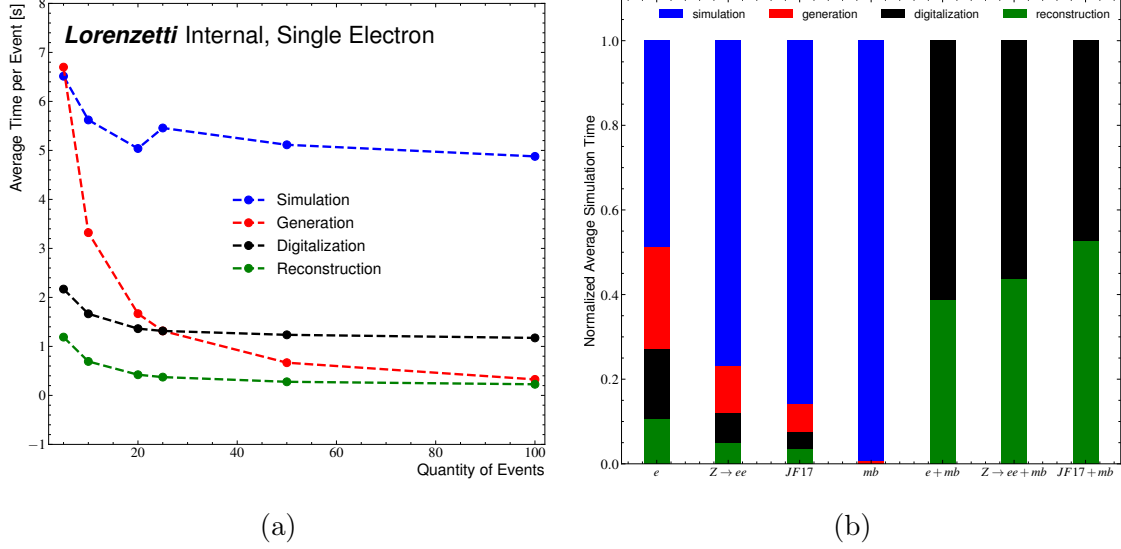 Lorenzetti Internal, Single Electron
Average Time per Event [s]
8
7
6
5
4
3
2
1
0
−1
Simulation
Generation
Digitalization
Reconstruction
20
40
60
80
100
Quantity of Events
(a)
simulation
generation
digitalization
reconstruction
Normalized Average Simulation Time
1.0
0.8
0.6
0.4
0.2
0.0
e
Z → ee
JF17
mb
e + mb
Z → ee + mb
JF17 + mb
(b)